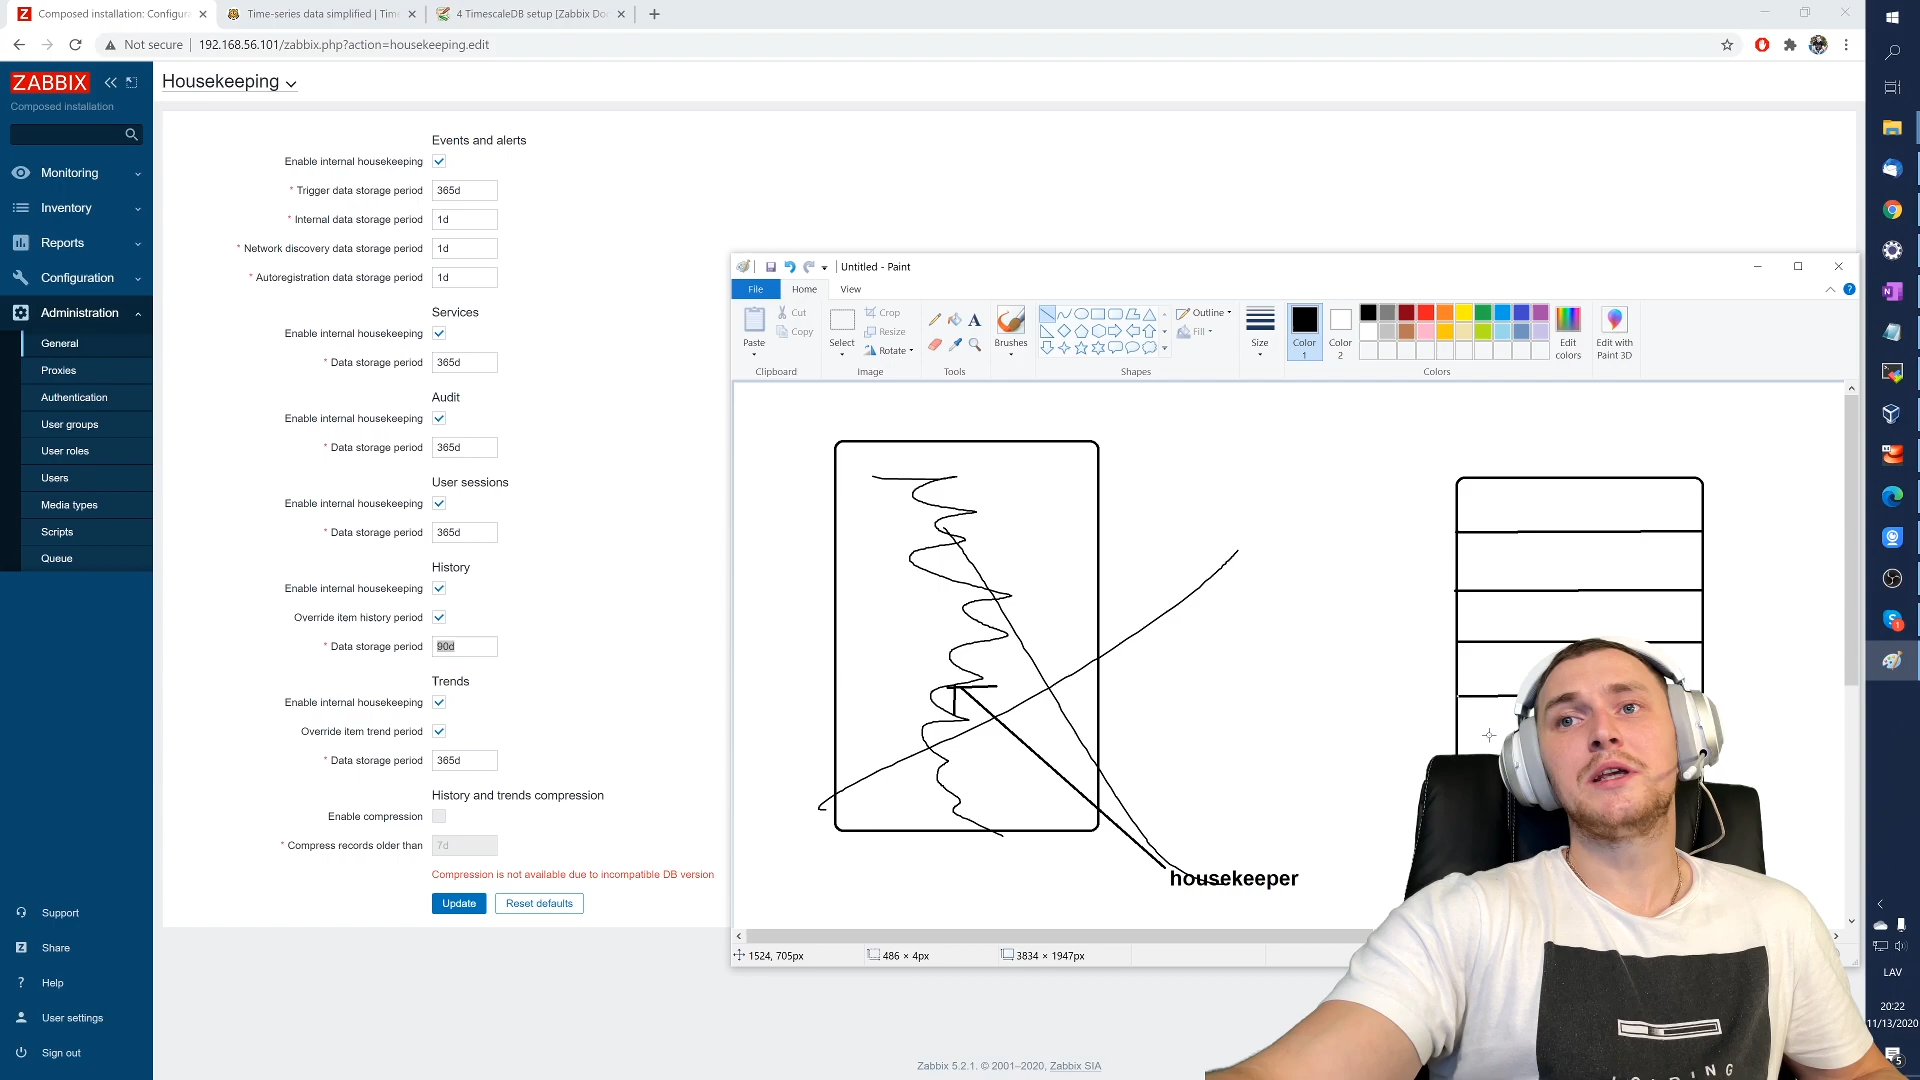 Composed installation: Configura
Time-series data simplified | Time
4 TimescaleDB setup [Zabbix Doc
Not secure
192.168.56.101/zabbix.php?action=housekeeping.edit
ZABBIX
Composed installation
Monitoring
Inventory
Reports
Configuration
Administration
General
Proxies
Authentication
User groups
User roles
Users
Media types
Scripts
Queue
Support
Share
Help
User settings
Sign out
Housekeeping
Events and alerts
Enable internal housekeeping
* Trigger data storage period 365d
* Internal data storage period 1d
* Network discovery data storage period 1d
* Autoregistration data storage period 1d
Services
Enable internal housekeeping
* Data storage period 365d
Audit
Enable internal housekeeping
* Data storage period 365d
User sessions
Enable internal housekeeping
* Data storage period 365d
History
Enable internal housekeeping
Override item history period
* Data storage period 90d
Trends
Enable internal housekeeping
Override item trend period
* Data storage period 365d
History and trends compression
Enable compression
* Compress records older than 7d
Compression is not available due to incompatible DB version
Update Reset defaults
Zabbix 5.2.1. © 2001–2020, Zabbix SIA
Untitled - Paint
File Home View
Paste
Cut
Copy
Clipboard
Select
Crop
Resize
Rotate
Image
A
Tools
Brushes
Outline
Fill
Shapes
Size
Color
1
Color
2
Edit
colors
Colors
Edit with
Paint 3D
housekeeper
1524, 705px
486 × 4px
3834 × 1947px
LAV
20:22
11/13/2020
5